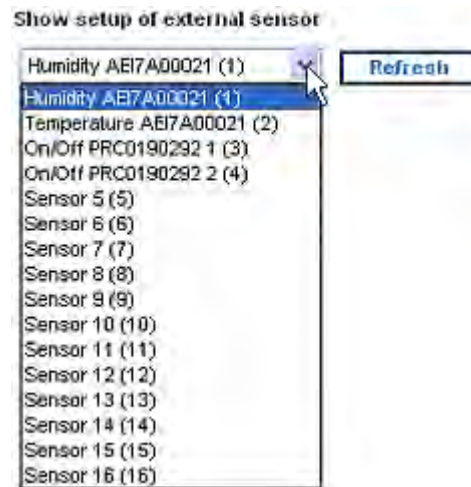 Show setup of external sensor
Humidity AEI7A00021 (1) Refresh
Humidity AEI7A00021 (1)
Temperature AEI7A00021 (2)
On/Off PRC0190292 1 (3)
On/Off PRC0190292 2 (4)
Sensor 5 (5)
Sensor 6 (6)
Sensor 7 (7)
Sensor 8 (8)
Sensor 9 (9)
Sensor 10 (10)
Sensor 11 (11)
Sensor 12 (12)
Sensor 13 (13)
Sensor 14 (14)
Sensor 15 (15)
Sensor 16 (16)